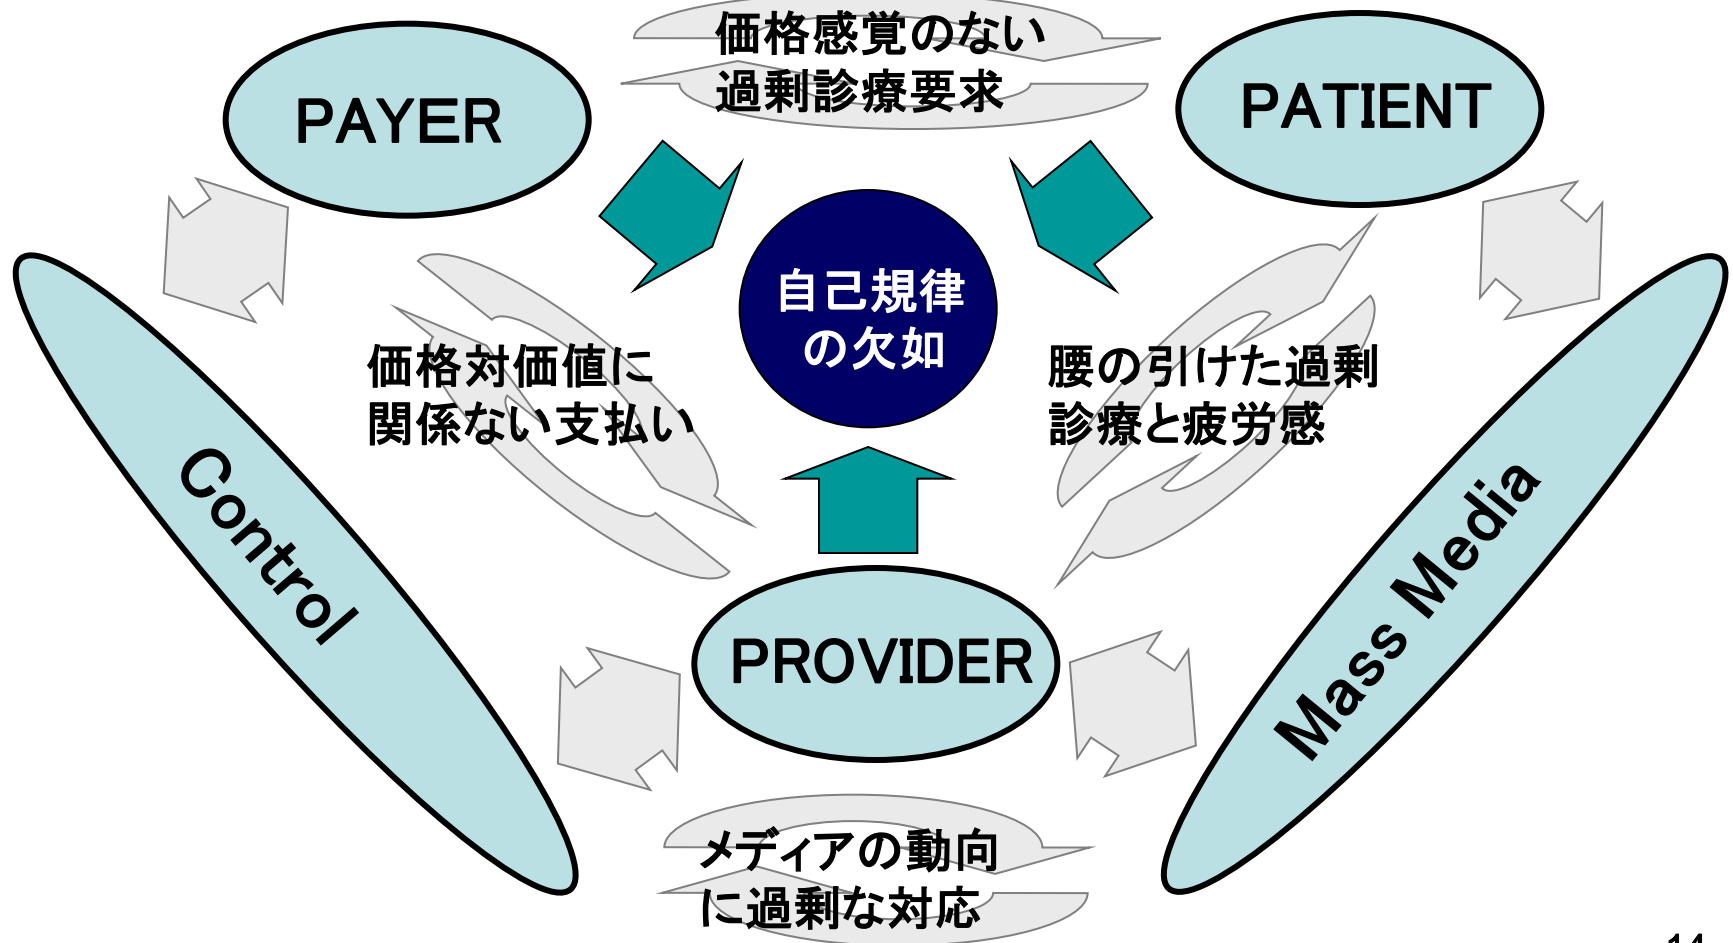 価格感覚のない
過剰診療要求
PAYER
PATIENT
自己規律
の欠如
価格対価値に
関係ない支払い
腰の引けた過剰
診療と疲労感
Control
Mass Media
PROVIDER
メディアの動向
に過剰な対応
14